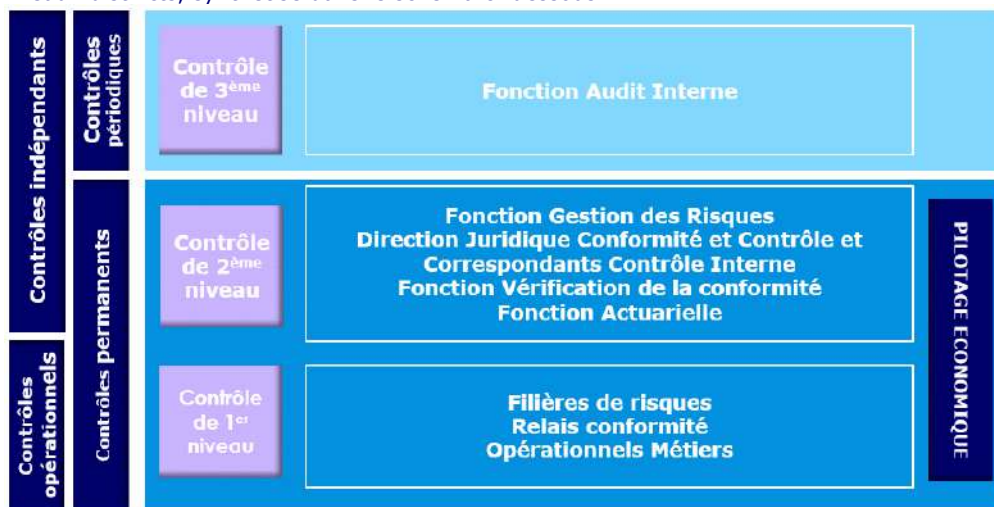 Contrôles indépendants
Contrôles
périodiques
Contrôle
de 3ème
niveau
Fonction Audit Interne
Contrôles permanents
Contrôle
de 2ème
niveau
Fonction Gestion des Risques
Direction Juridique Conformité et Contrôle et
Correspondants Contrôle Interne
Fonction Vérification de la conformité
Fonction Actuarielle
PILOTAGE ECONOMIQUE
Contrôles
opérationnels
Contrôle
de 1er
niveau
Filières de risques
Relais conformité
Opérationnels Métiers